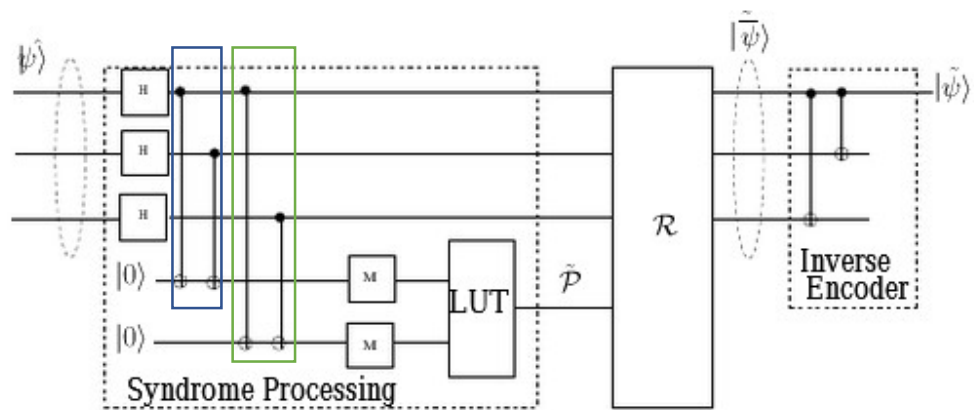 |ψ̂⟩
|ψ̄̃⟩
H
|ψ̃⟩
H
H
R
|0⟩
M
LUT
P̃
Inverse
Encoder
|0⟩
M
Syndrome Processing